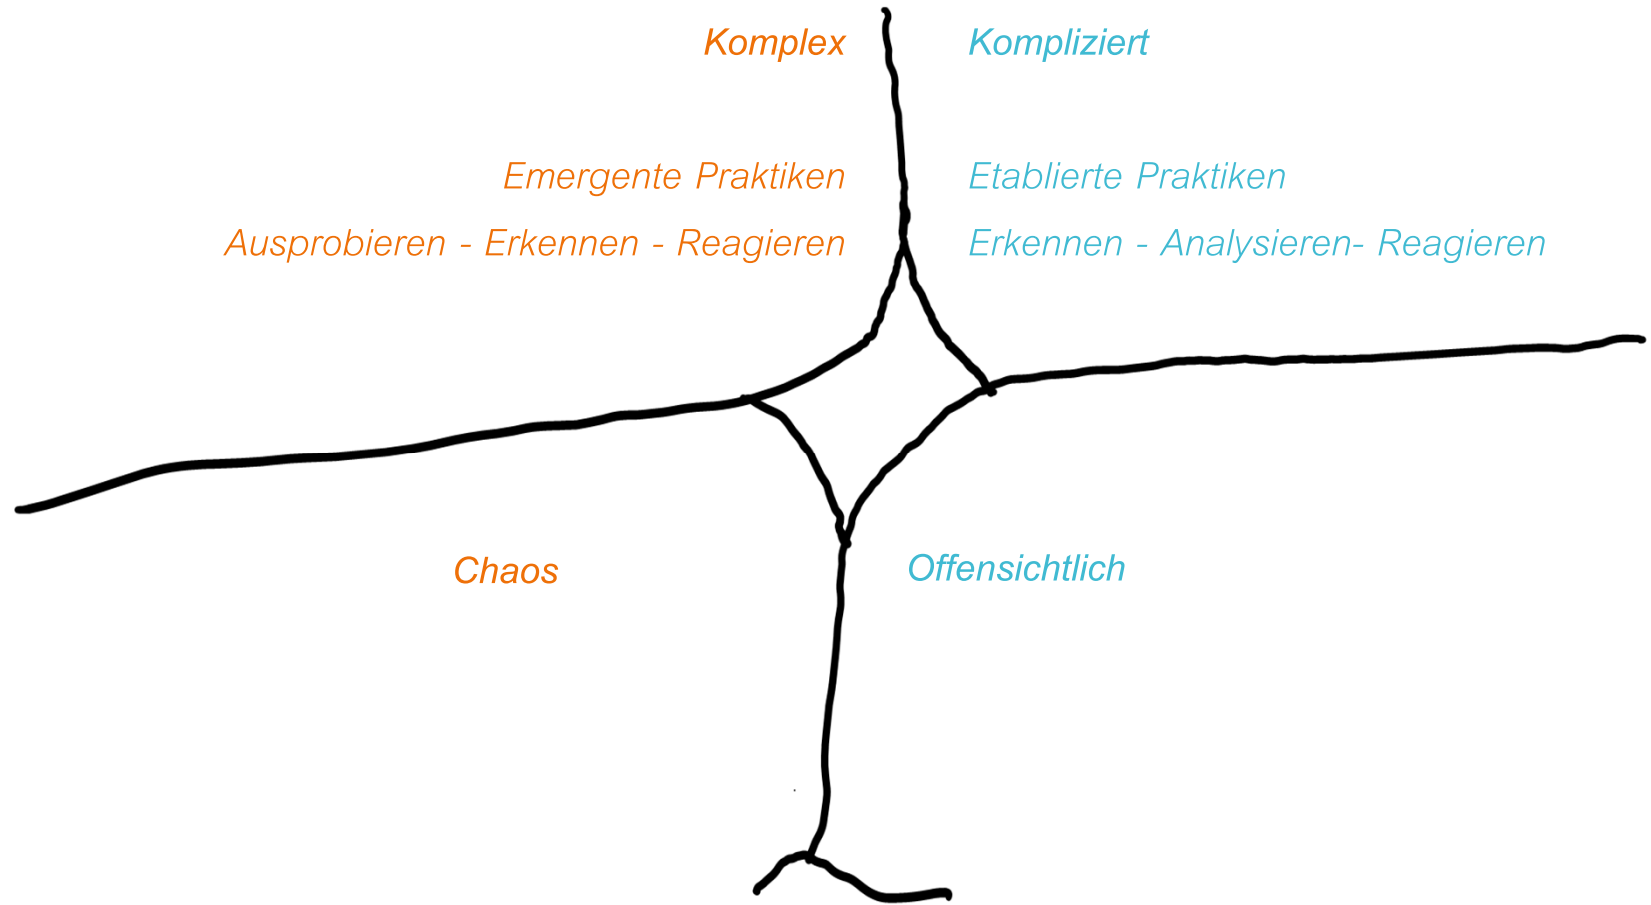 Komplex
Emergente Praktiken
Ausprobieren - Erkennen - Reagieren
Kompliziert
Etablierte Praktiken
Erkennen - Analysieren- Reagieren
Chaos
Offensichtlich